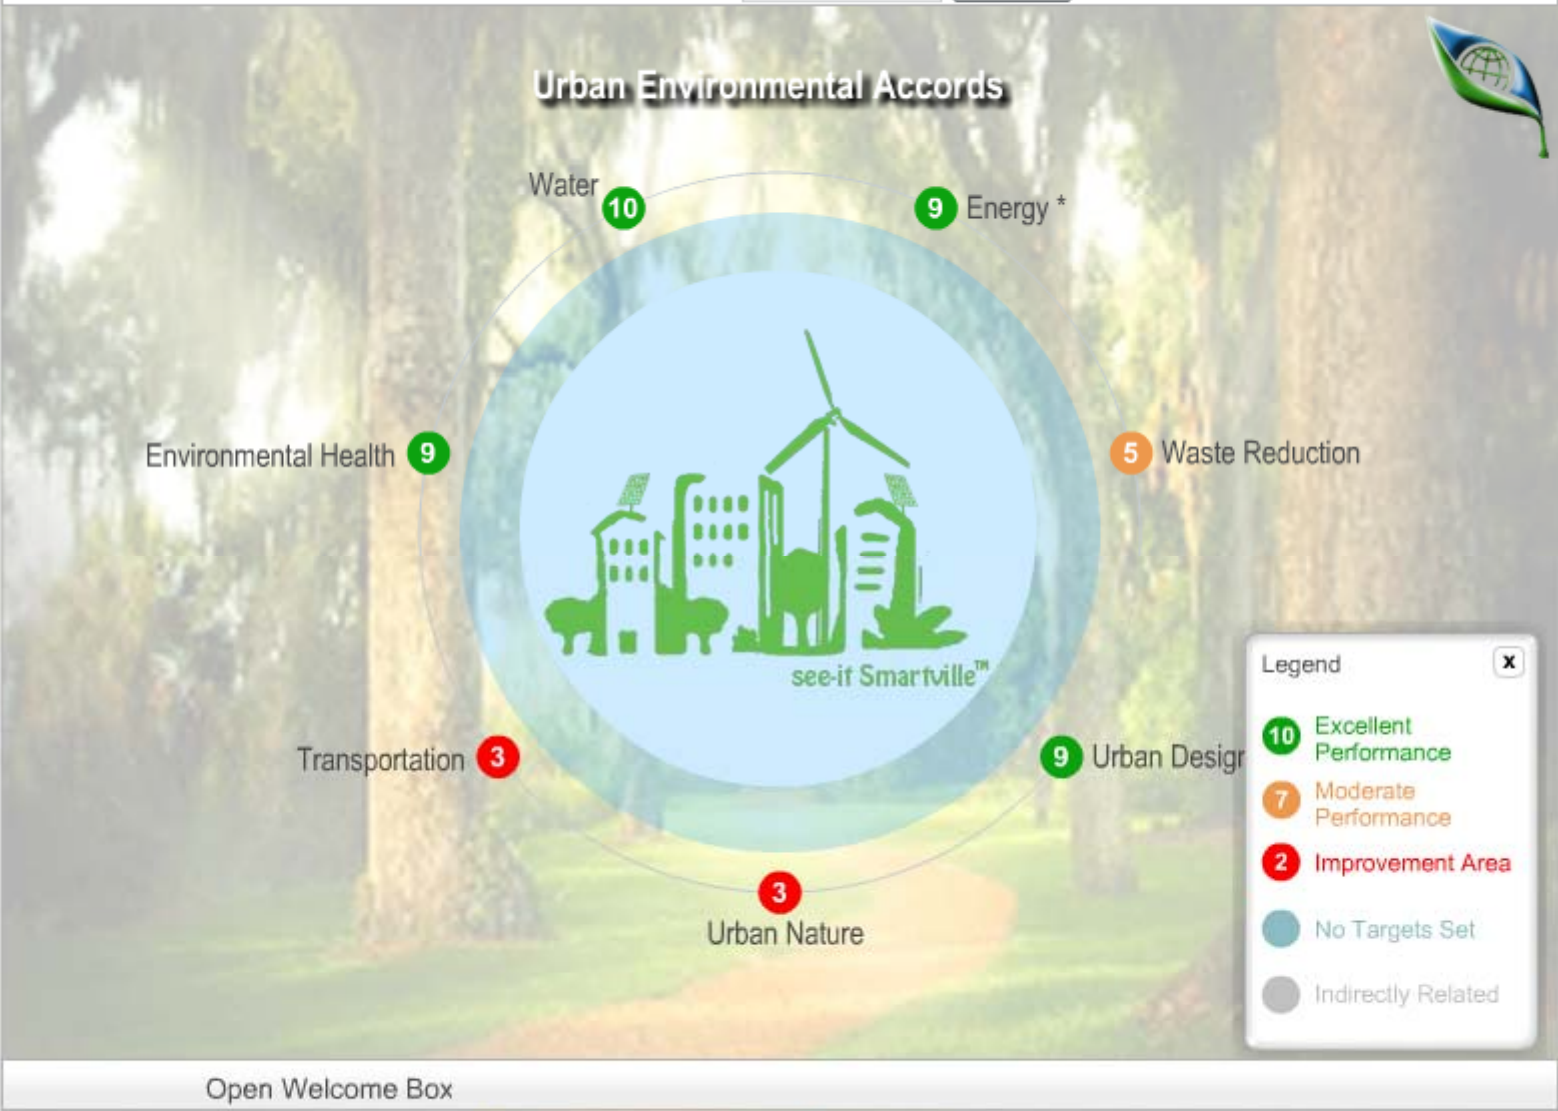 Urban Environmental Accords
Water
10
9
Energy *
Environmental Health
9
5
Waste Reduction
see-it Smartville™
Transportation
3
9
Urban Design
3
Urban Nature
Legend
x
10
Excellent
Performance
7
Moderate
Performance
2
Improvement Area
No Targets Set
Indirectly Related
Open Welcome Box